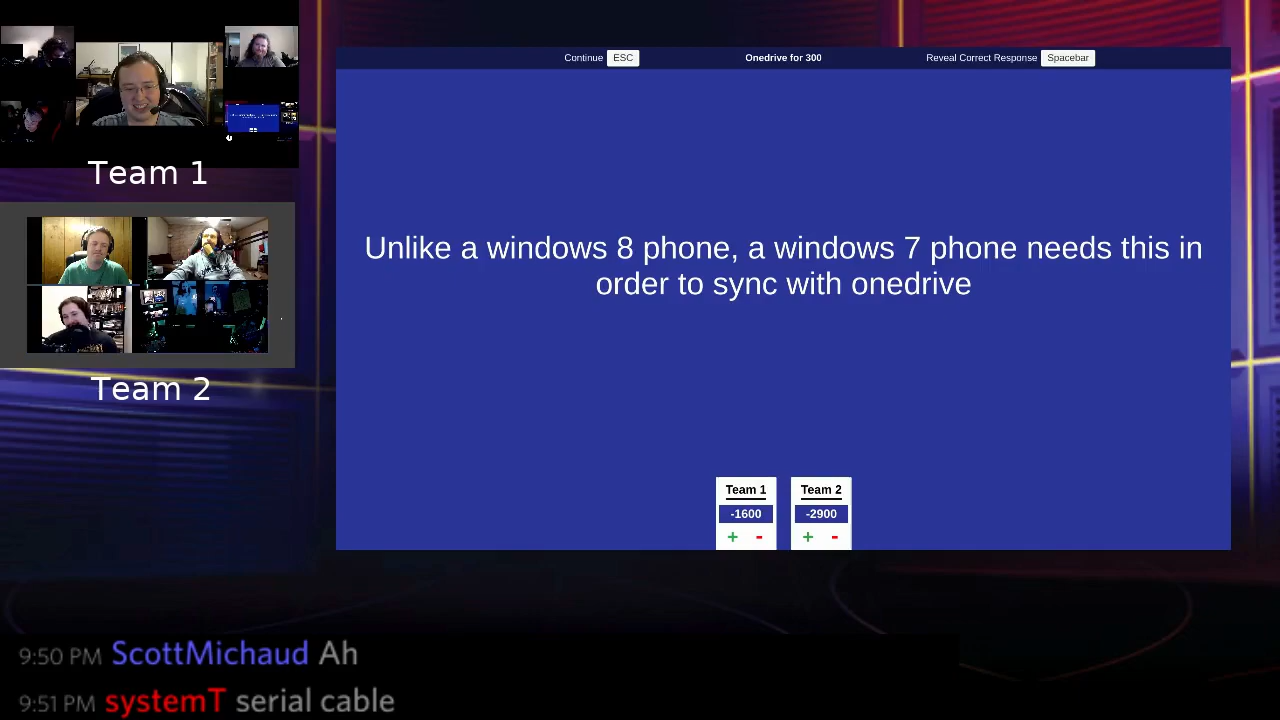 Continue ESC
Onedrive for 300
Reveal Correct Response Spacebar
Team 1
Unlike a windows 8 phone, a windows 7 phone needs this in
order to sync with onedrive
Team 2
Team 1
-1600
+ -
Team 2
-2900
+ -
9:50 PM ScottMichaud Ah
9:51 PM systemT serial cable